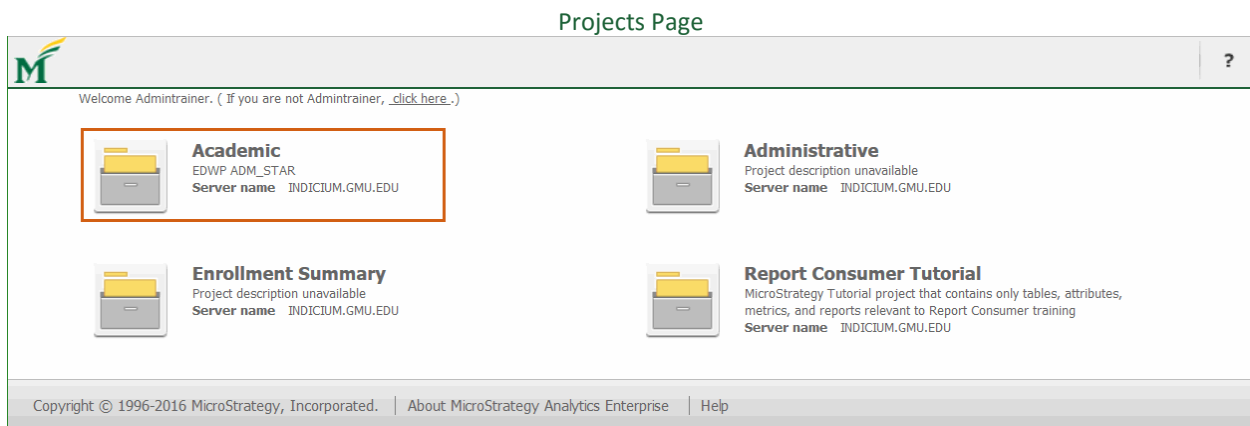 Projects Page
M
?
Welcome Admintrainer. ( If you are not Admintrainer, click here .)
Academic
EDWP ADM_STAR
Server name INDICIUM.GMU.EDU
Administrative
Project description unavailable
Server name INDICIUM.GMU.EDU
Enrollment Summary
Project description unavailable
Server name INDICIUM.GMU.EDU
Report Consumer Tutorial
MicroStrategy Tutorial project that contains only tables, attributes,
metrics, and reports relevant to Report Consumer training
Server name INDICIUM.GMU.EDU
Copyright © 1996-2016 MicroStrategy, Incorporated. | About MicroStrategy Analytics Enterprise | Help